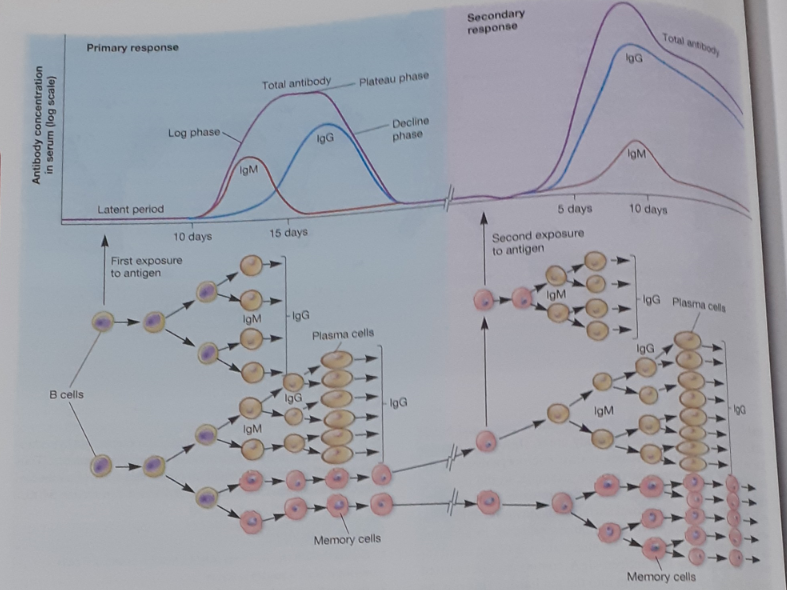 Primary response
Secondary
response
Antibody concentration
in serum (log scale)
Total antibody
Plateau phase
Log phase
IgG
Decline
phase
IgM
Latent period
10 days
15 days
Total antibody
IgG
IgM
5 days
10 days
First exposure
to antigen
Second exposure
to antigen
IgM
IgG
IgM
IgG
Plasma cells
Plasma cells
B cells
IgG
IgG
IgM
IgG
IgM
IgG
Memory cells
Memory cells